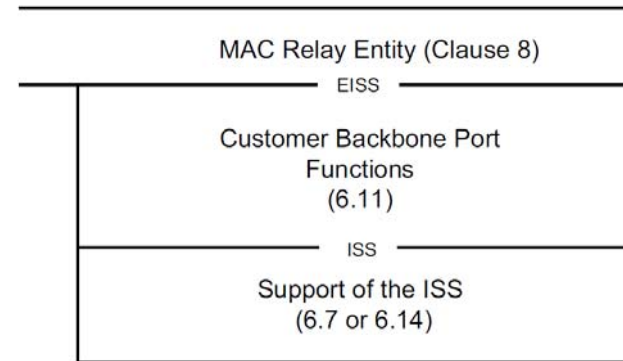 MAC Relay Entity (Clause 8)
EISS
Customer Backbone Port
Functions
(6.11)
ISS
Support of the ISS
(6.7 or 6.14)